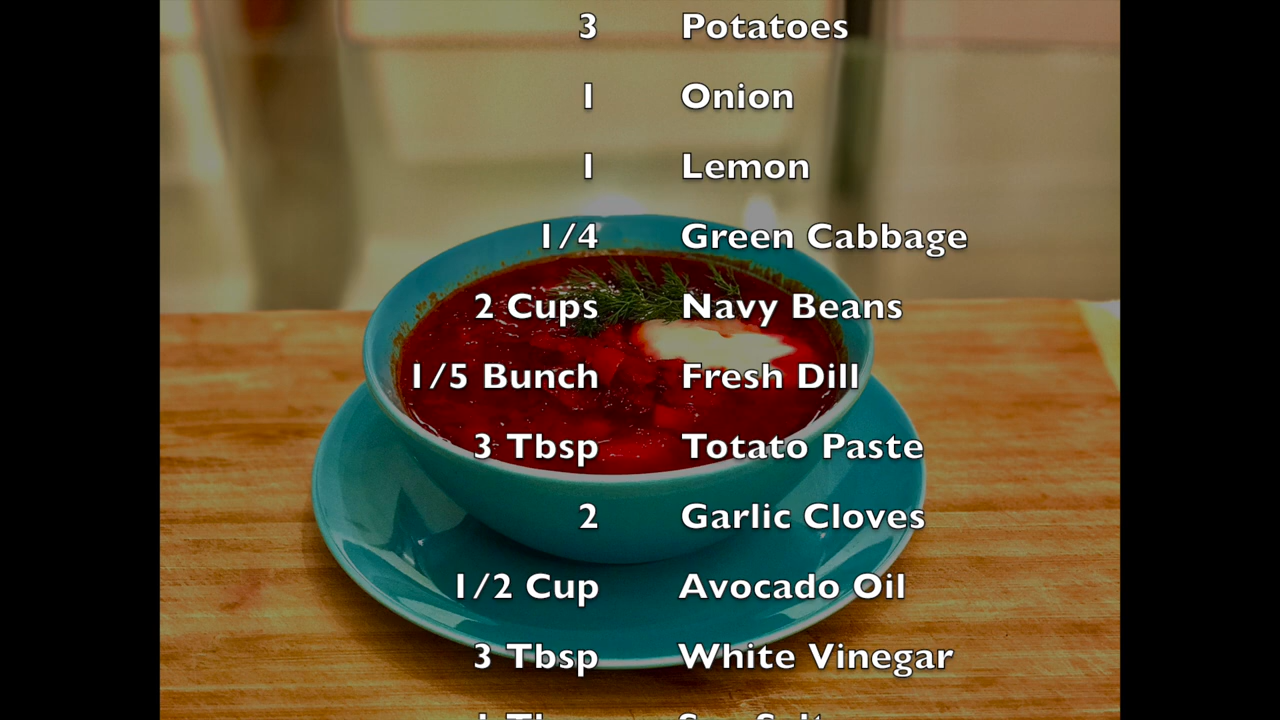 3 Potatoes
1 Onion
1 Lemon
1/4 Green Cabbage
2 Cups Navy Beans
1/5 Bunch Fresh Dill
3 Tbsp Totato Paste
2 Garlic Cloves
1/2 Cup Avocado Oil
3 Tbsp White Vinegar